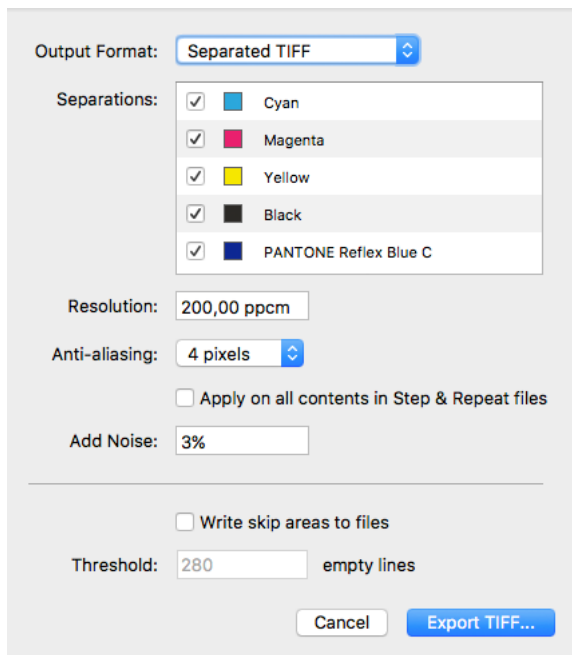 Output Format: Separated TIFF
Separations: Cyan
Magenta
Yellow
Black
PANTONE Reflex Blue C
Resolution: 200,00 ppcm
Anti-aliasing: 4 pixels
Apply on all contents in Step & Repeat files
Add Noise: 3%
Write skip areas to files
Threshold: 280 empty lines
Cancel Export TIFF...